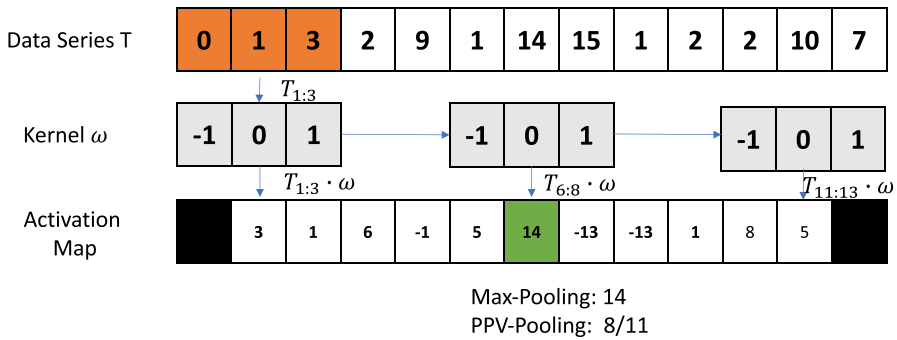 Data Series T 0 1 3 2 9 1 14 15 1 2 2 10 7
T₁:₃
Kernel ω -1 0 1 -1 0 1 -1 0 1
T₁:₃ · ω T₆:₈ · ω T₁₁:₁₃ · ω
Activation
Map
3 1 6 -1 5 14 -13 -13 1 8 5
Max-Pooling: 14
PPV-Pooling: 8/11